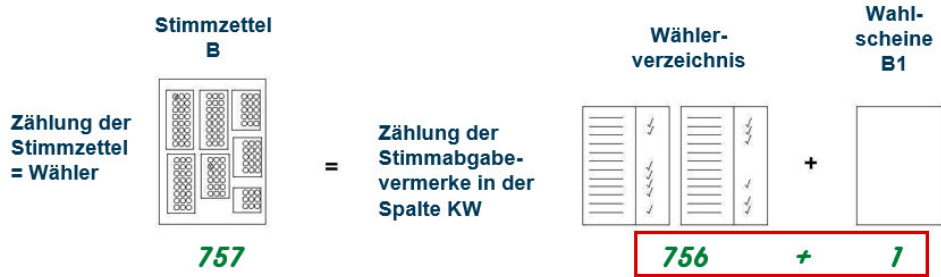 Stimmzettel
B
Wähler-
verzeichnis
Wahl-
scheine
B1
Zählung der
Stimmzettel
= Wähler
=
Zählung der
Stimmabgabe-
vermerke in der
Spalte KW
+
757
756 + 1